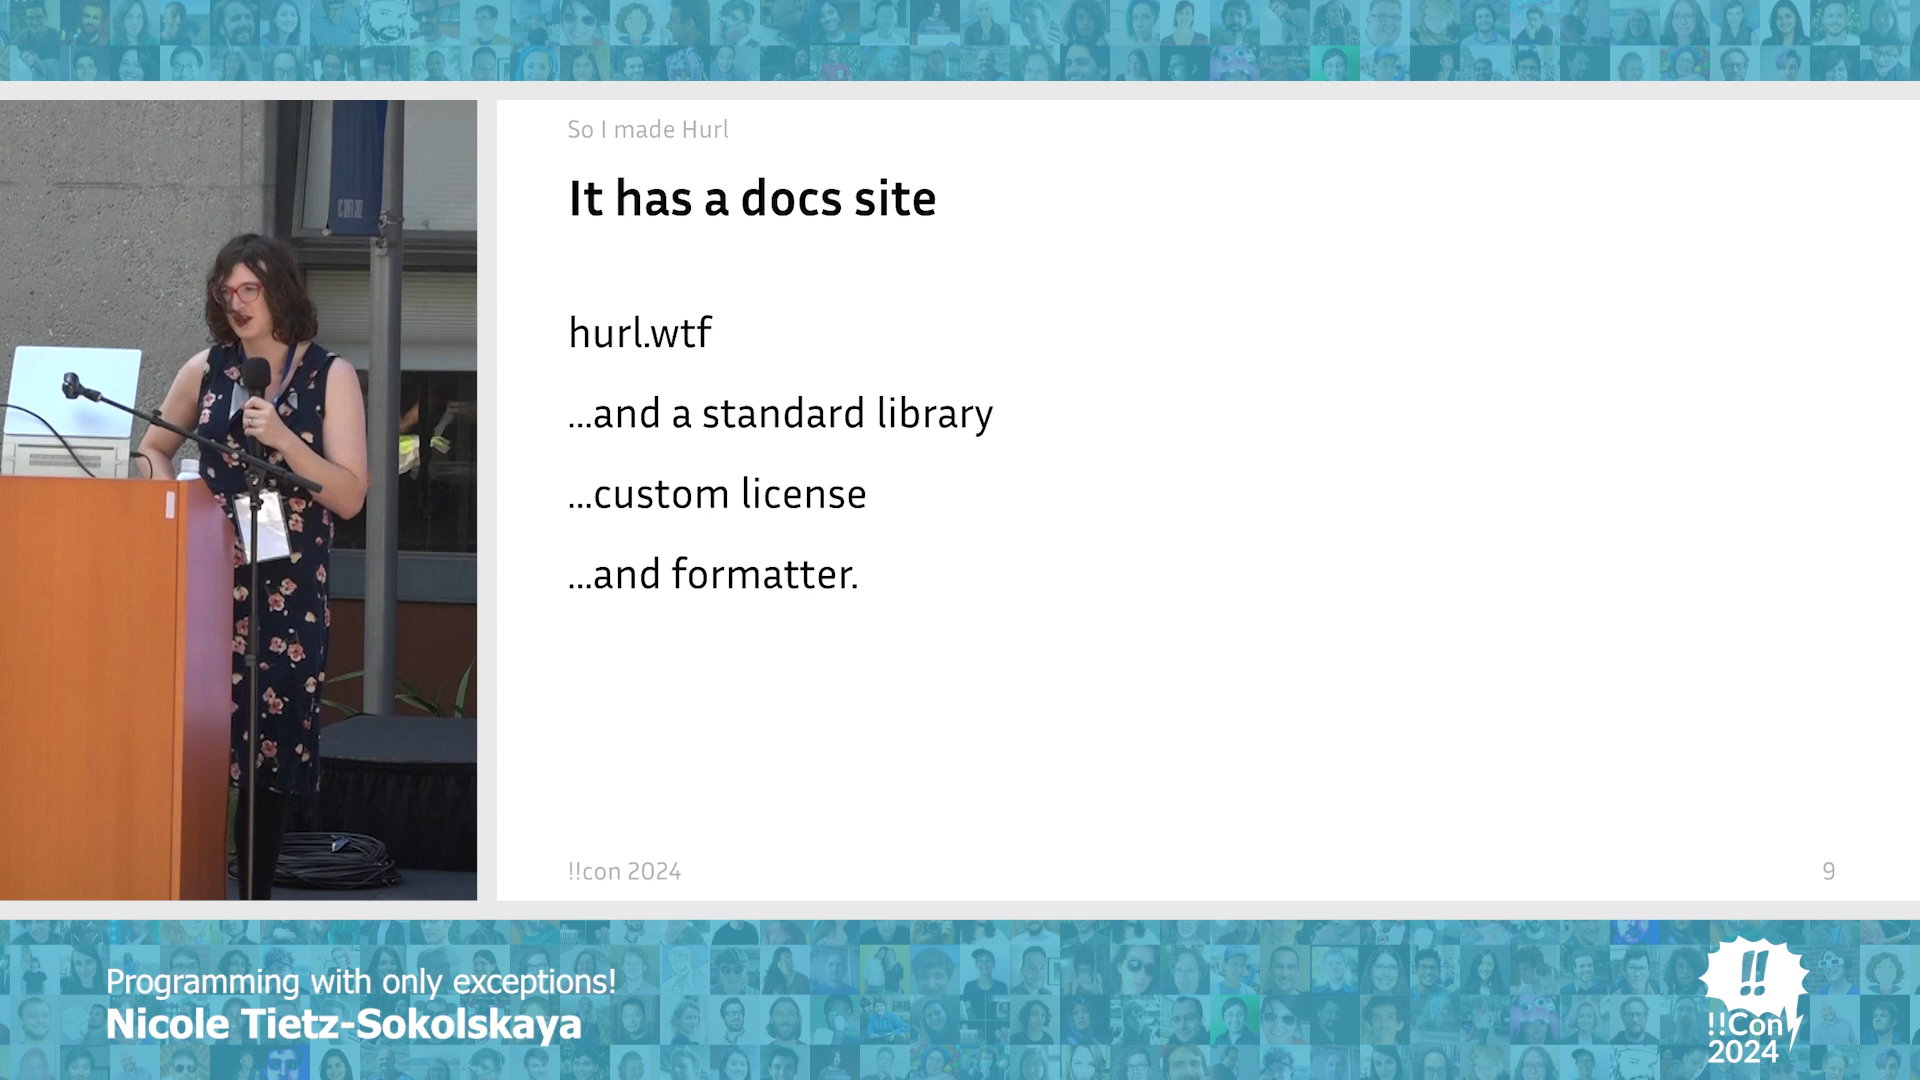 So I made Hurl
It has a docs site
hurl.wtf
...and a standard library
...custom license
...and formatter.
!!con 2024
9
Programming with only exceptions!
Nicole Tietz-Sokolskaya
!!
!!Con
2024